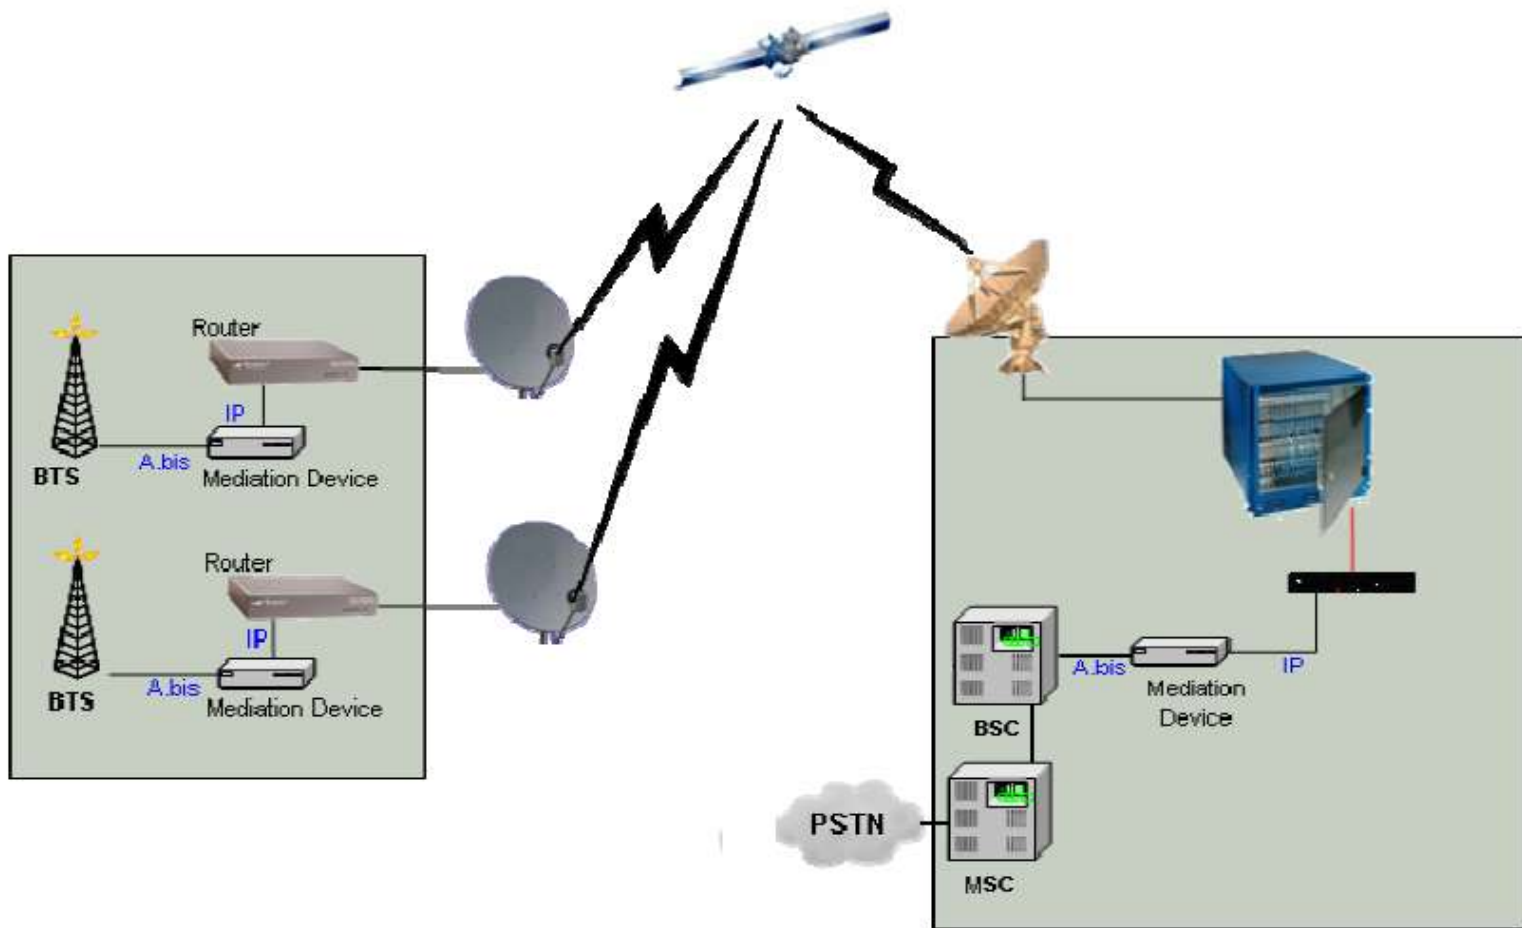 Router
IP
A.bis
BTS
Mediation Device
Router
IP
A.bis
BTS
Mediation Device
A.bis
IP
Mediation
Device
BSC
PSTN
MSC